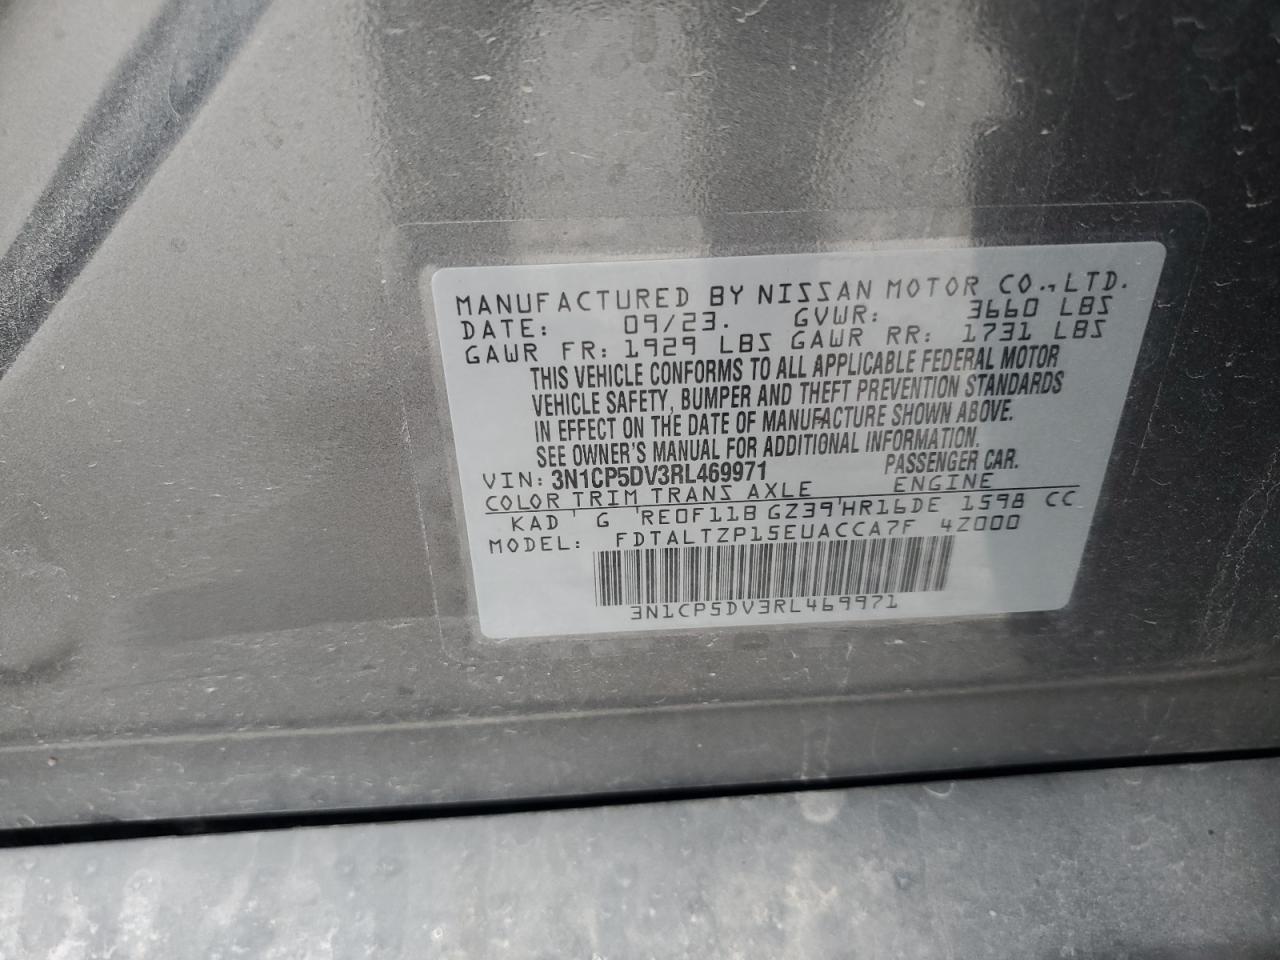 MANUFACTURED BY NISSAN MOTOR CO., LTD.
DATE: 09/23. GVWR: 3660 LBS
GAWR FR: 1929 LBS GAWR RR: 1731 LBS
THIS VEHICLE CONFORMS TO ALL APPLICABLE FEDERAL MOTOR
VEHICLE SAFETY, BUMPER AND THEFT PREVENTION STANDARDS
IN EFFECT ON THE DATE OF MANUFACTURE SHOWN ABOVE.
SEE OWNER'S MANUAL FOR ADDITIONAL INFORMATION.
VIN: 3N1CP5DV3RL469971 PASSENGER CAR.
COLOR TRIM TRANS AXLE ENGINE
KAD G RE0F11B GZ39 HR16DE 1598 CC
MODEL: FDTALTZP15EUACCA7F 4Z000
3N1CP5DV3RL469971